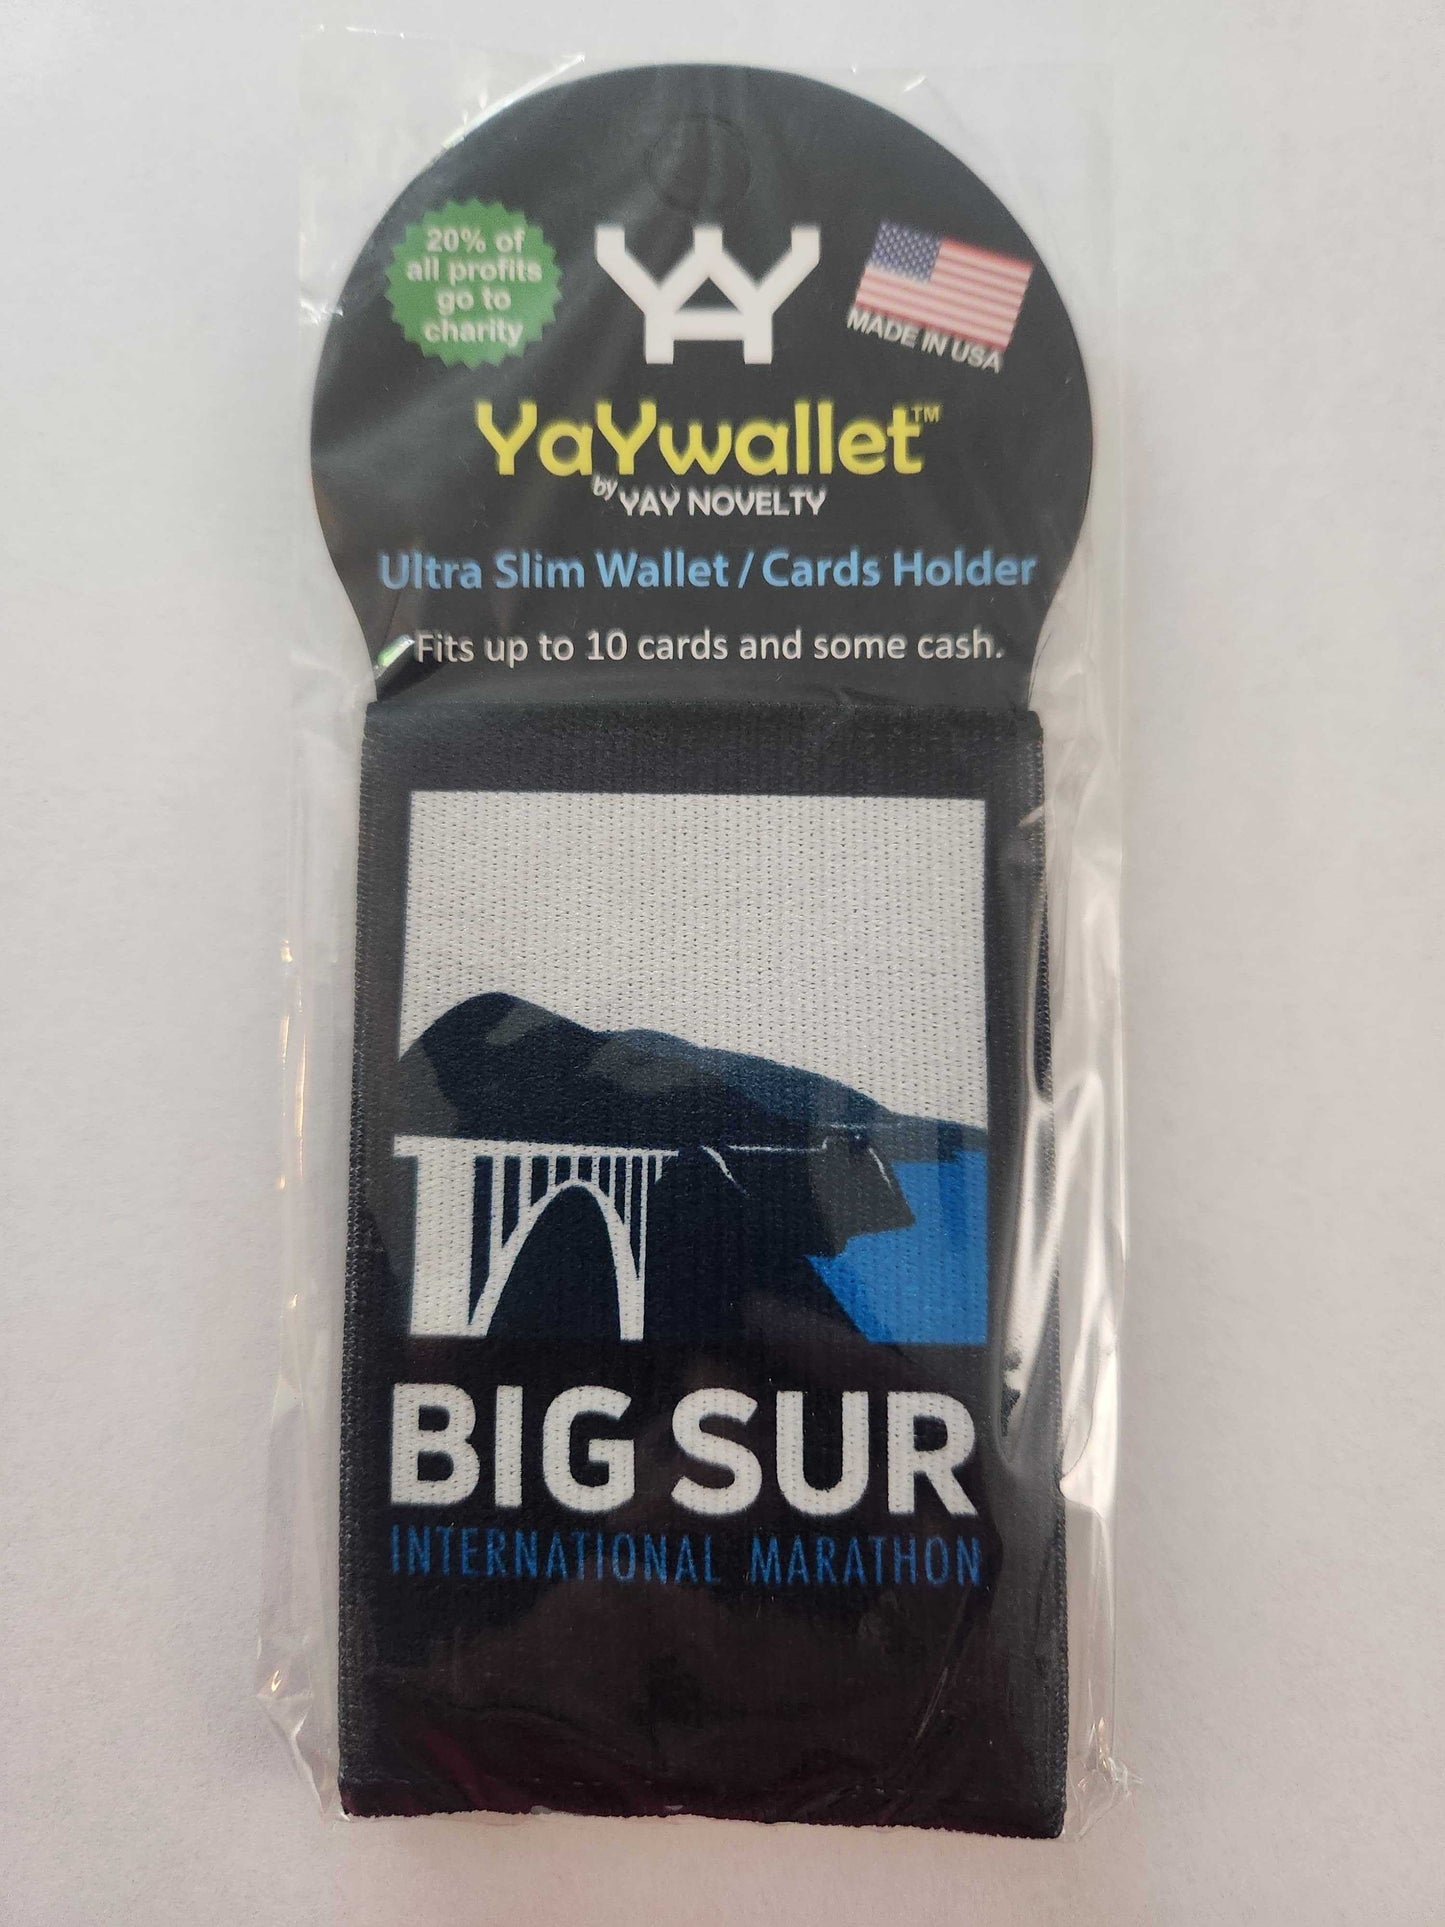 20% of
all profits
go to
charity
YAY
MADE IN USA
YaYwallet™
by YAY NOVELTY
Ultra Slim Wallet / Cards Holder
Fits up to 10 cards and some cash.
BIG SUR
INTERNATIONAL MARATHON